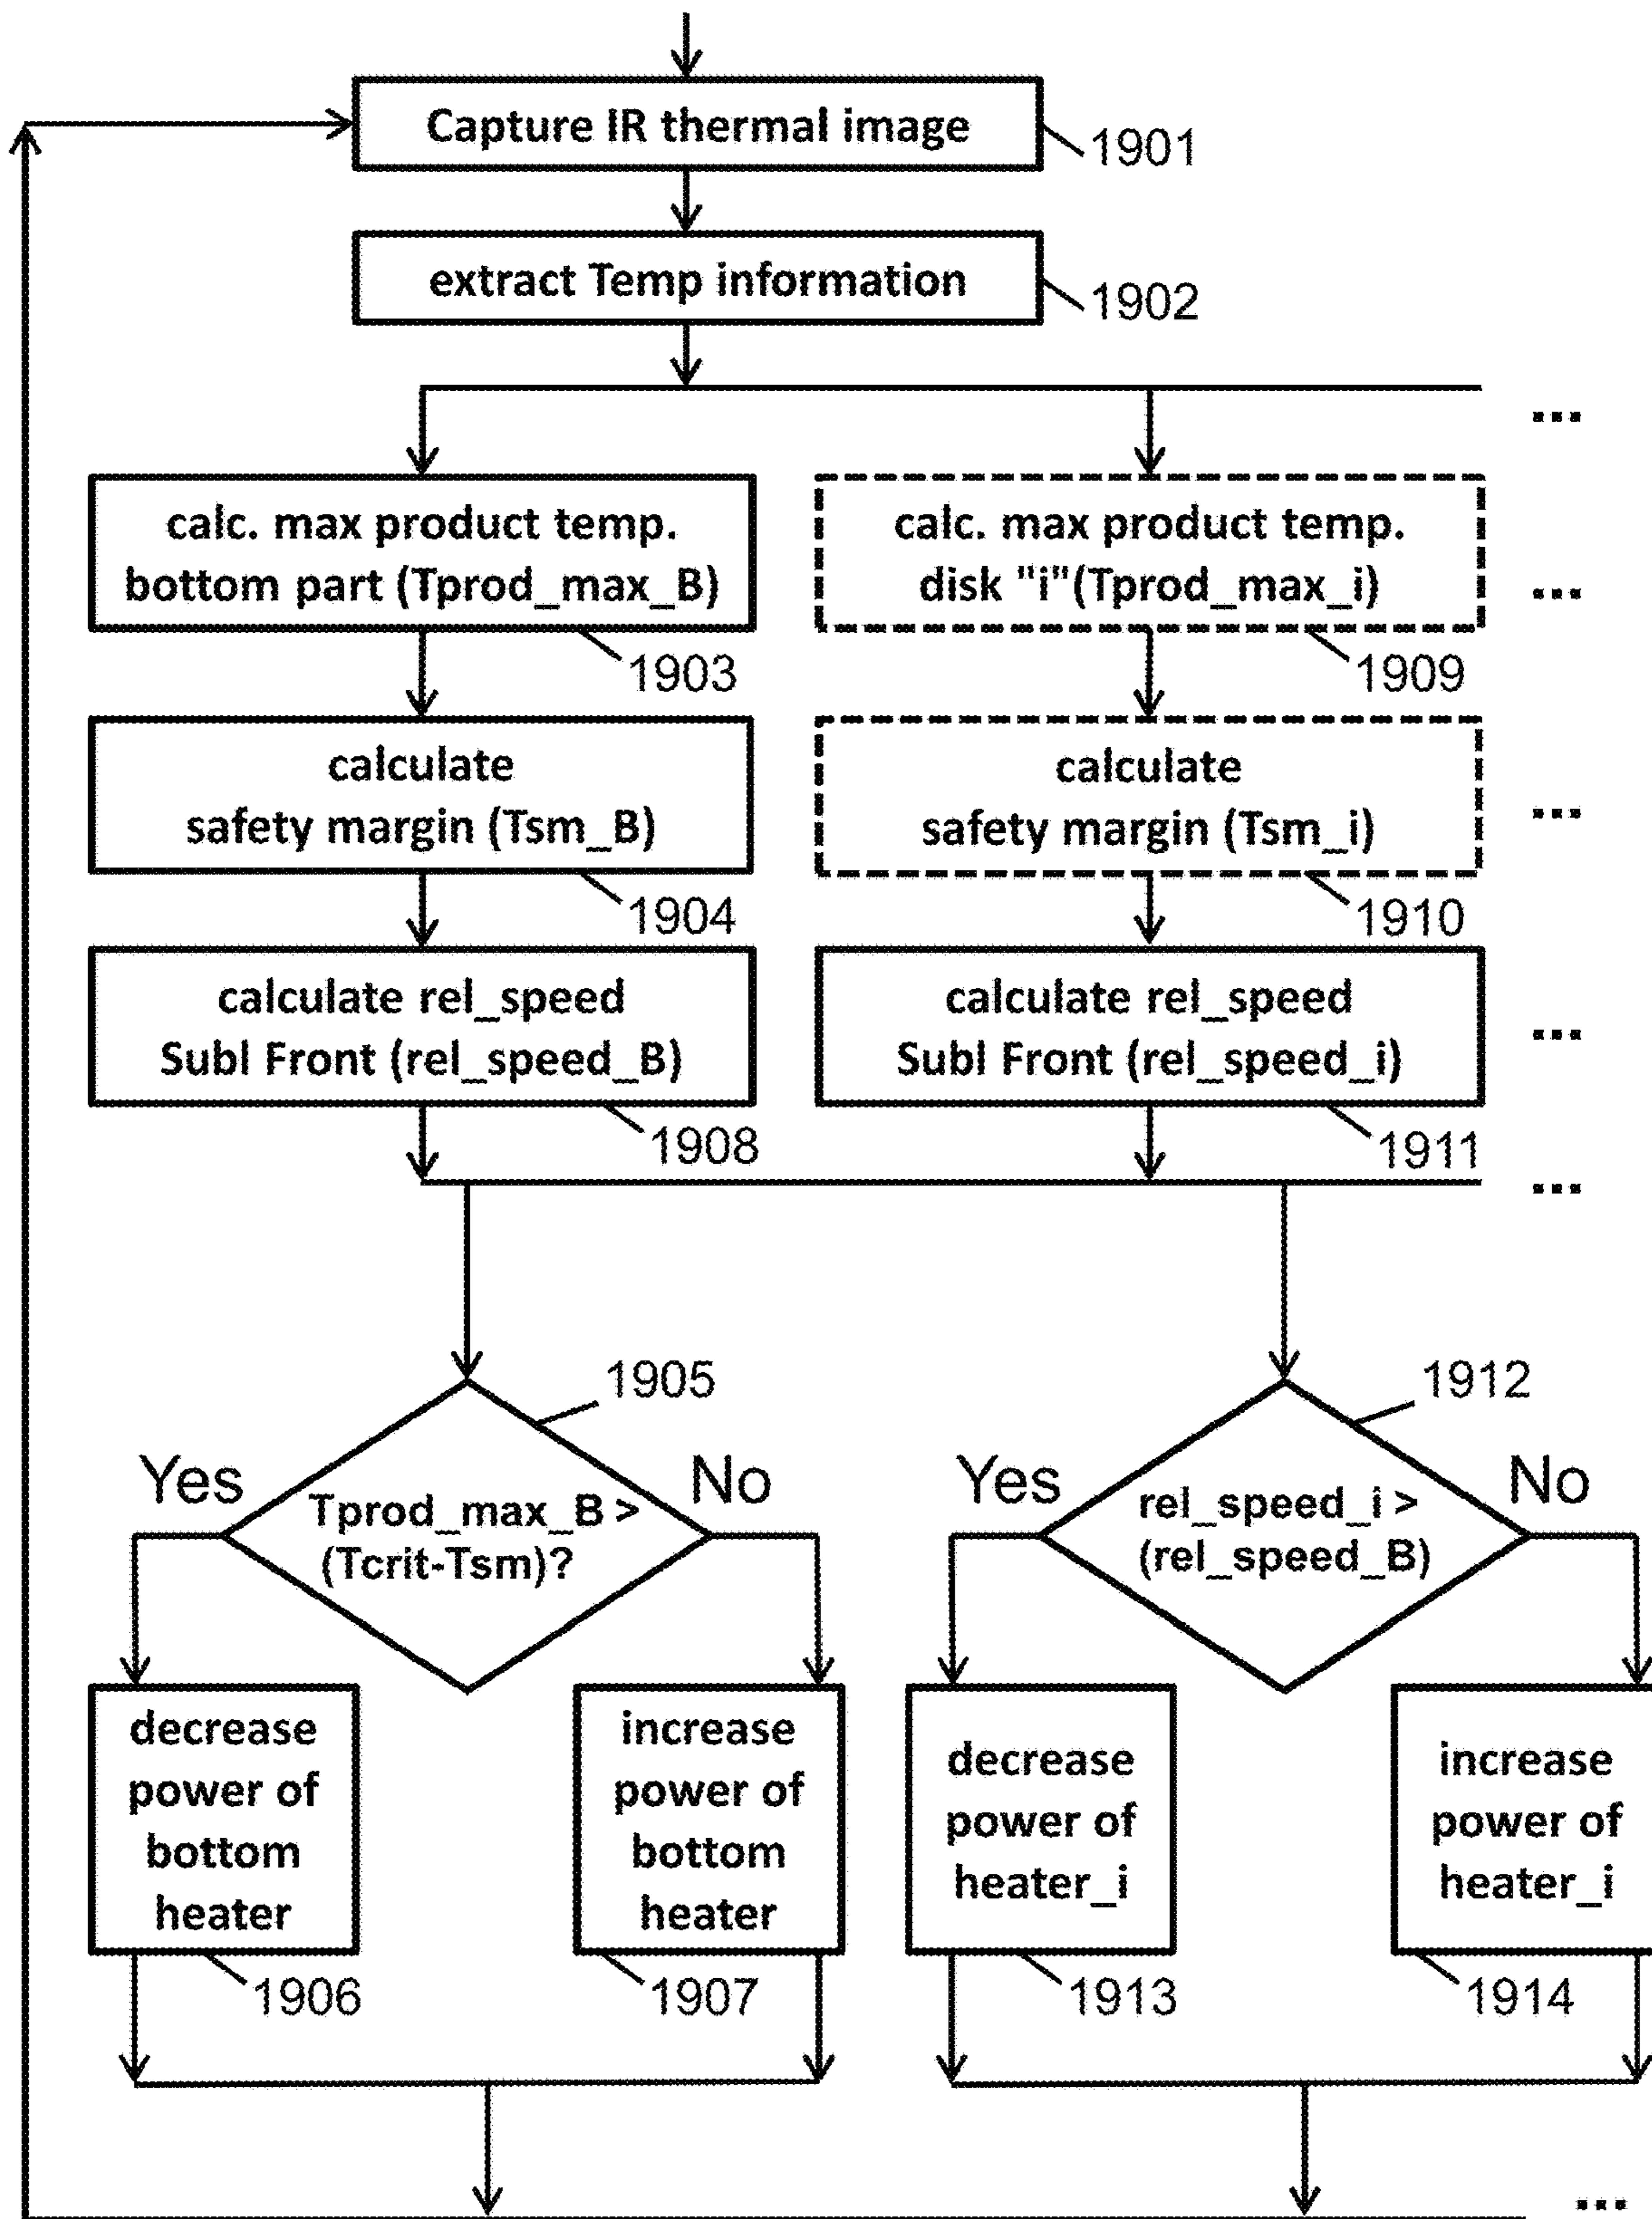 Capture IR thermal image
1901
extract Temp information
1902
...
calc. max product temp.
bottom part (Tprod_max_B)
1903
calc. max product temp.
disk "i"(Tprod_max_i)
1909
...
calculate
safety margin (Tsm_B)
1904
calculate
safety margin (Tsm_i)
1910
...
calculate rel_speed
Subl Front (rel_speed_B)
1908
calculate rel_speed
Subl Front (rel_speed_i)
1911
...
...
1905
Yes
Tprod_max_B >
(Tcrit-Tsm)?
No
1912
Yes
rel_speed_i >
(rel_speed_B)
No
decrease
power of
bottom
heater
1906
increase
power of
bottom
heater
1907
decrease
power of
heater_i
1913
increase
power of
heater_i
1914
...